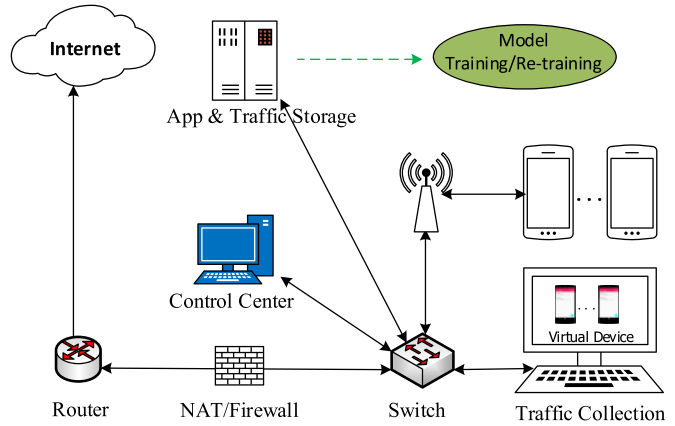 Internet
Model
Training/Re-training
App & Traffic Storage
. . .
Control Center
. . .
Virtual Device
Router
NAT/Firewall
Switch
Traffic Collection